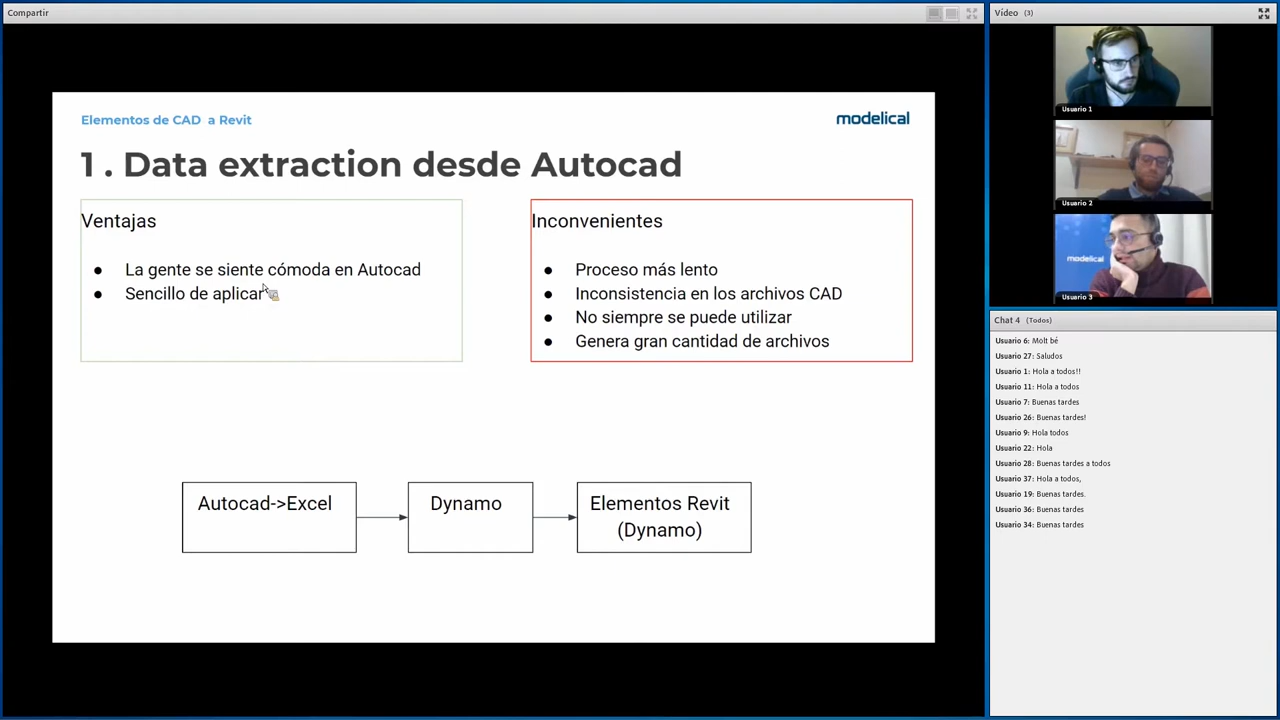 Compartir
Elementos de CAD a Revit
modelical
1 . Data extraction desde Autocad
Ventajas
● La gente se siente cómoda en Autocad
● Sencillo de aplicar
Inconvenientes
● Proceso más lento
● Inconsistencia en los archivos CAD
● No siempre se puede utilizar
● Genera gran cantidad de archivos
Autocad->Excel
Dynamo
Elementos Revit
(Dynamo)
Vídeo (3)
Usuario 1
Usuario 2
modelical
Usuario 3
Chat 4 (Todos)
Usuario 6: Molt bé
Usuario 27: Saludos
Usuario 1: Hola a todos!!
Usuario 11: Hola a todos
Usuario 7: Buenas tardes
Usuario 26: Buenas tardes!
Usuario 9: Hola todos
Usuario 22: Hola
Usuario 28: Buenas tardes a todos
Usuario 37: Hola a todos,
Usuario 19: Buenas tardes.
Usuario 36: Buenas tardes
Usuario 34: Buenas tardes